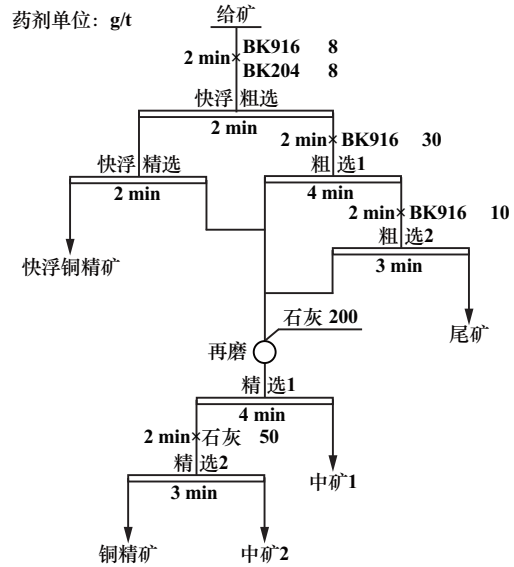 药剂单位: g/t
给矿
2 min
BK916 8
BK204 8
快浮 粗选
2 min
2 min BK916 30
快浮 精选
2 min
粗 选1
4 min
2 min BK916 10
粗 选2
3 min
快浮铜精矿
石灰 200
尾矿
再磨
精 选1
4 min
2 min 石灰 50
精 选2
3 min
中矿1
铜精矿
中矿2